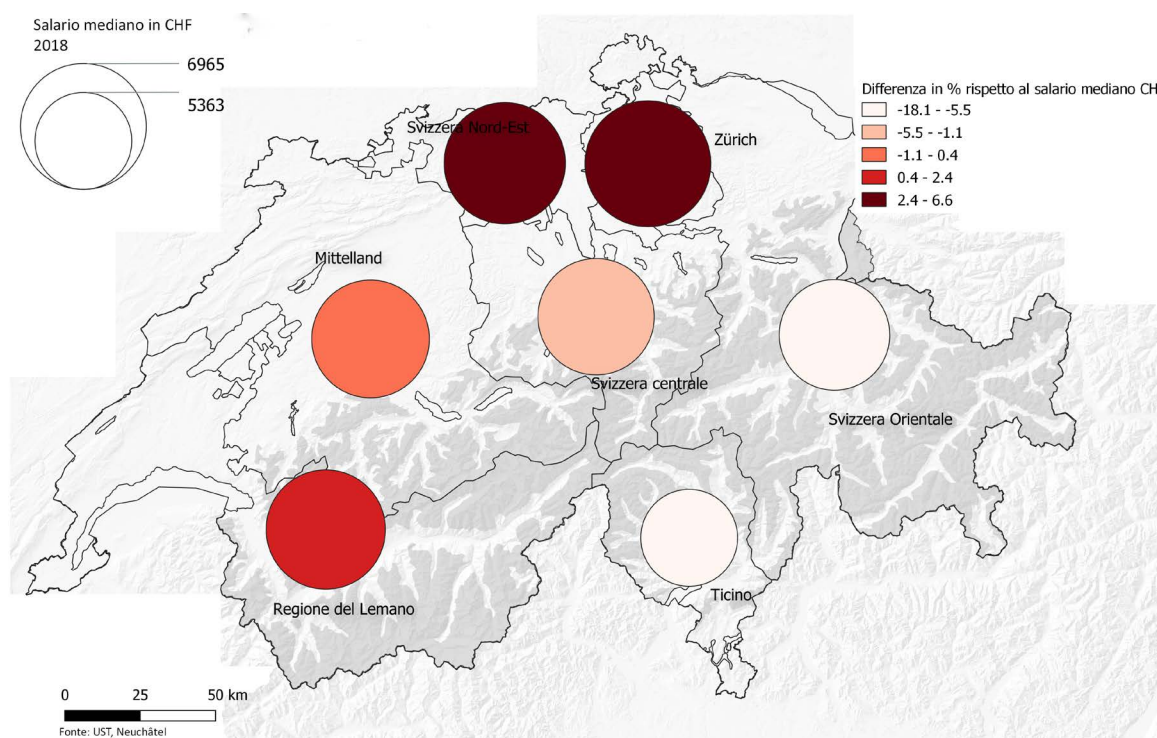 Salario mediano in CHF
2018
6965
5363
Differenza in % rispetto al salario mediano CH
-18.1 - -5.5
-5.5 - -1.1
-1.1 - 0.4
0.4 - 2.4
2.4 - 6.6
Svizzera Nord-Est
Zürich
Mittelland
Svizzera centrale
Svizzera Orientale
Regione del Lemano
Ticino
0 25 50 km
Fonte: UST, Neuchâtel